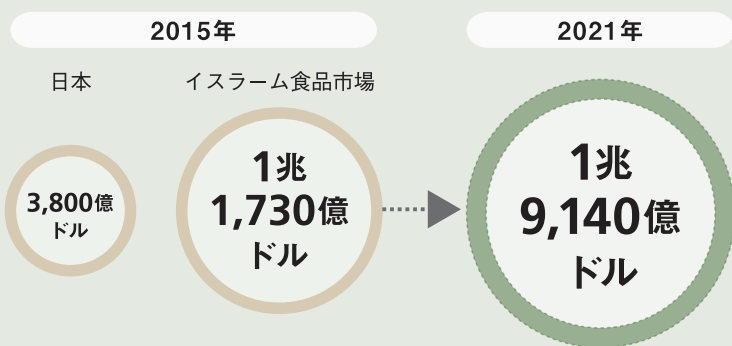 2015年
2021年
日本
イスラーム食品市場
3,800億
ドル
1兆
1,730億
ドル
1兆
9,140億
ドル